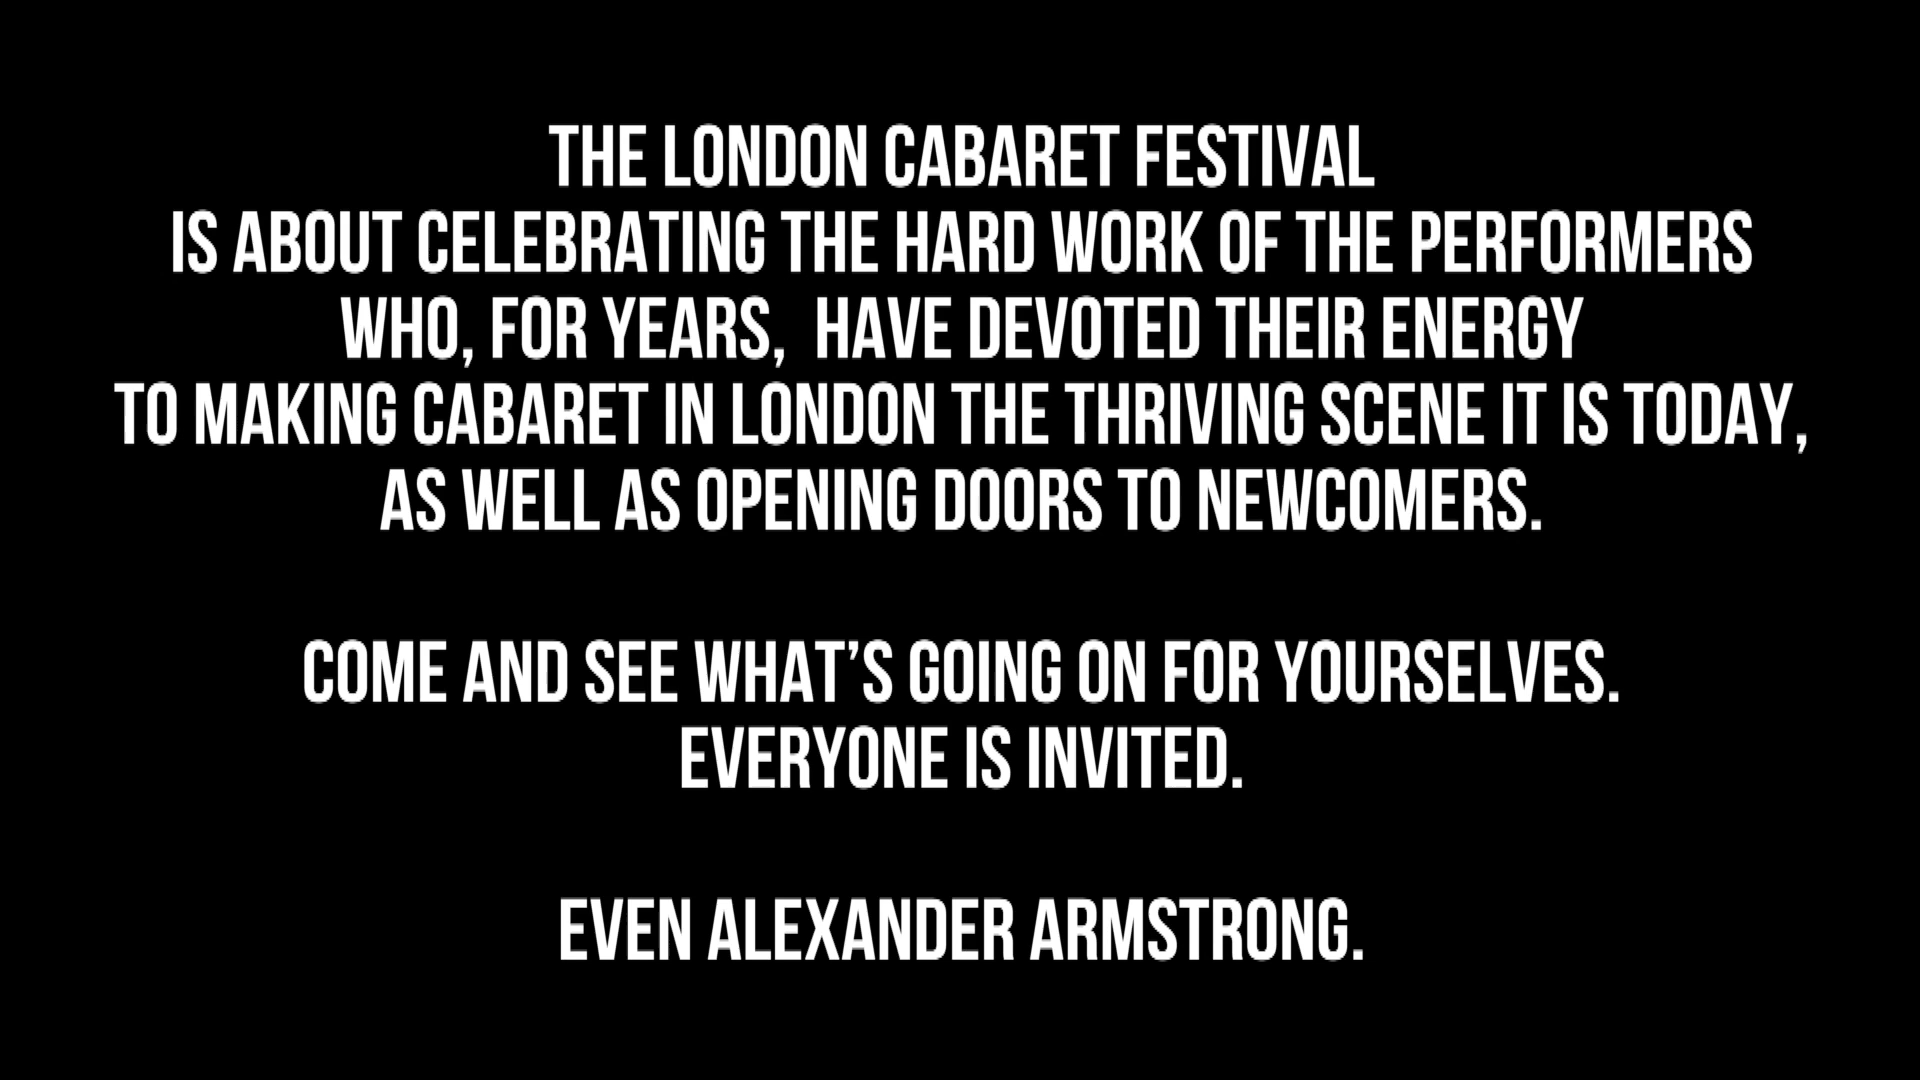 THE LONDON CABARET FESTIVAL
IS ABOUT CELEBRATING THE HARD WORK OF THE PERFORMERS
WHO, FOR YEARS,  HAVE DEVOTED THEIR ENERGY
TO MAKING CABARET IN LONDON THE THRIVING SCENE IT IS TODAY,
AS WELL AS OPENING DOORS TO NEWCOMERS.
COME AND SEE WHAT’S GOING ON FOR YOURSELVES.
EVERYONE IS INVITED.
EVEN ALEXANDER ARMSTRONG.